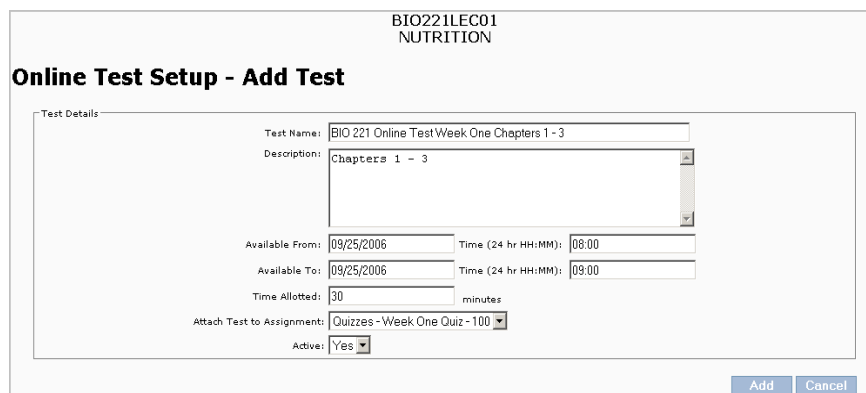 BIO221LEC01
NUTRITION
Online Test Setup - Add Test
Test Details
Test Name: BIO 221 Online Test Week One Chapters 1 - 3
Description: Chapters 1 - 3
Available From: 09/25/2006 Time (24 hr HH:MM): 08:00
Available To: 09/25/2006 Time (24 hr HH:MM): 09:00
Time Allotted: 30 minutes
Attach Test to Assignment: Quizzes - Week One Quiz - 100
Active: Yes
Add Cancel